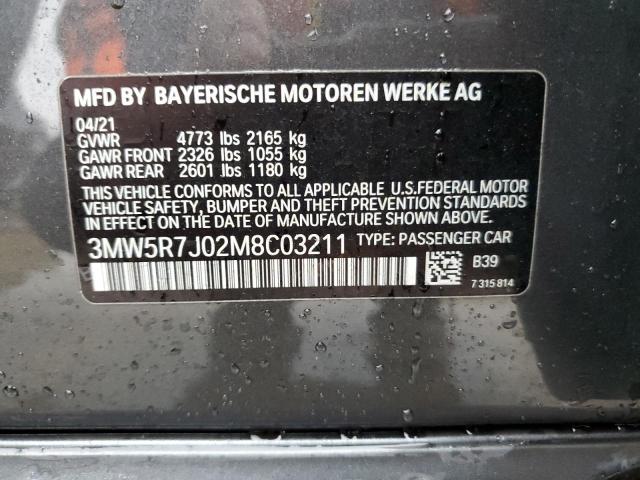 MFD BY BAYERISCHE MOTOREN WERKE AG
04/21
GVWR 4773 lbs 2165 kg
GAWR FRONT 2326 lbs 1055 kg
GAWR REAR 2601 lbs 1180 kg
THIS VEHICLE CONFORMS TO ALL APPLICABLE U.S.FEDERAL MOTOR
VEHICLE SAFETY, BUMPER AND THEFT PREVENTION STANDARDS
IN EFFECT ON THE DATE OF MANUFACTURE SHOWN ABOVE.
3MW5R7J02M8C03211 TYPE: PASSENGER CAR
B39
7 315 814